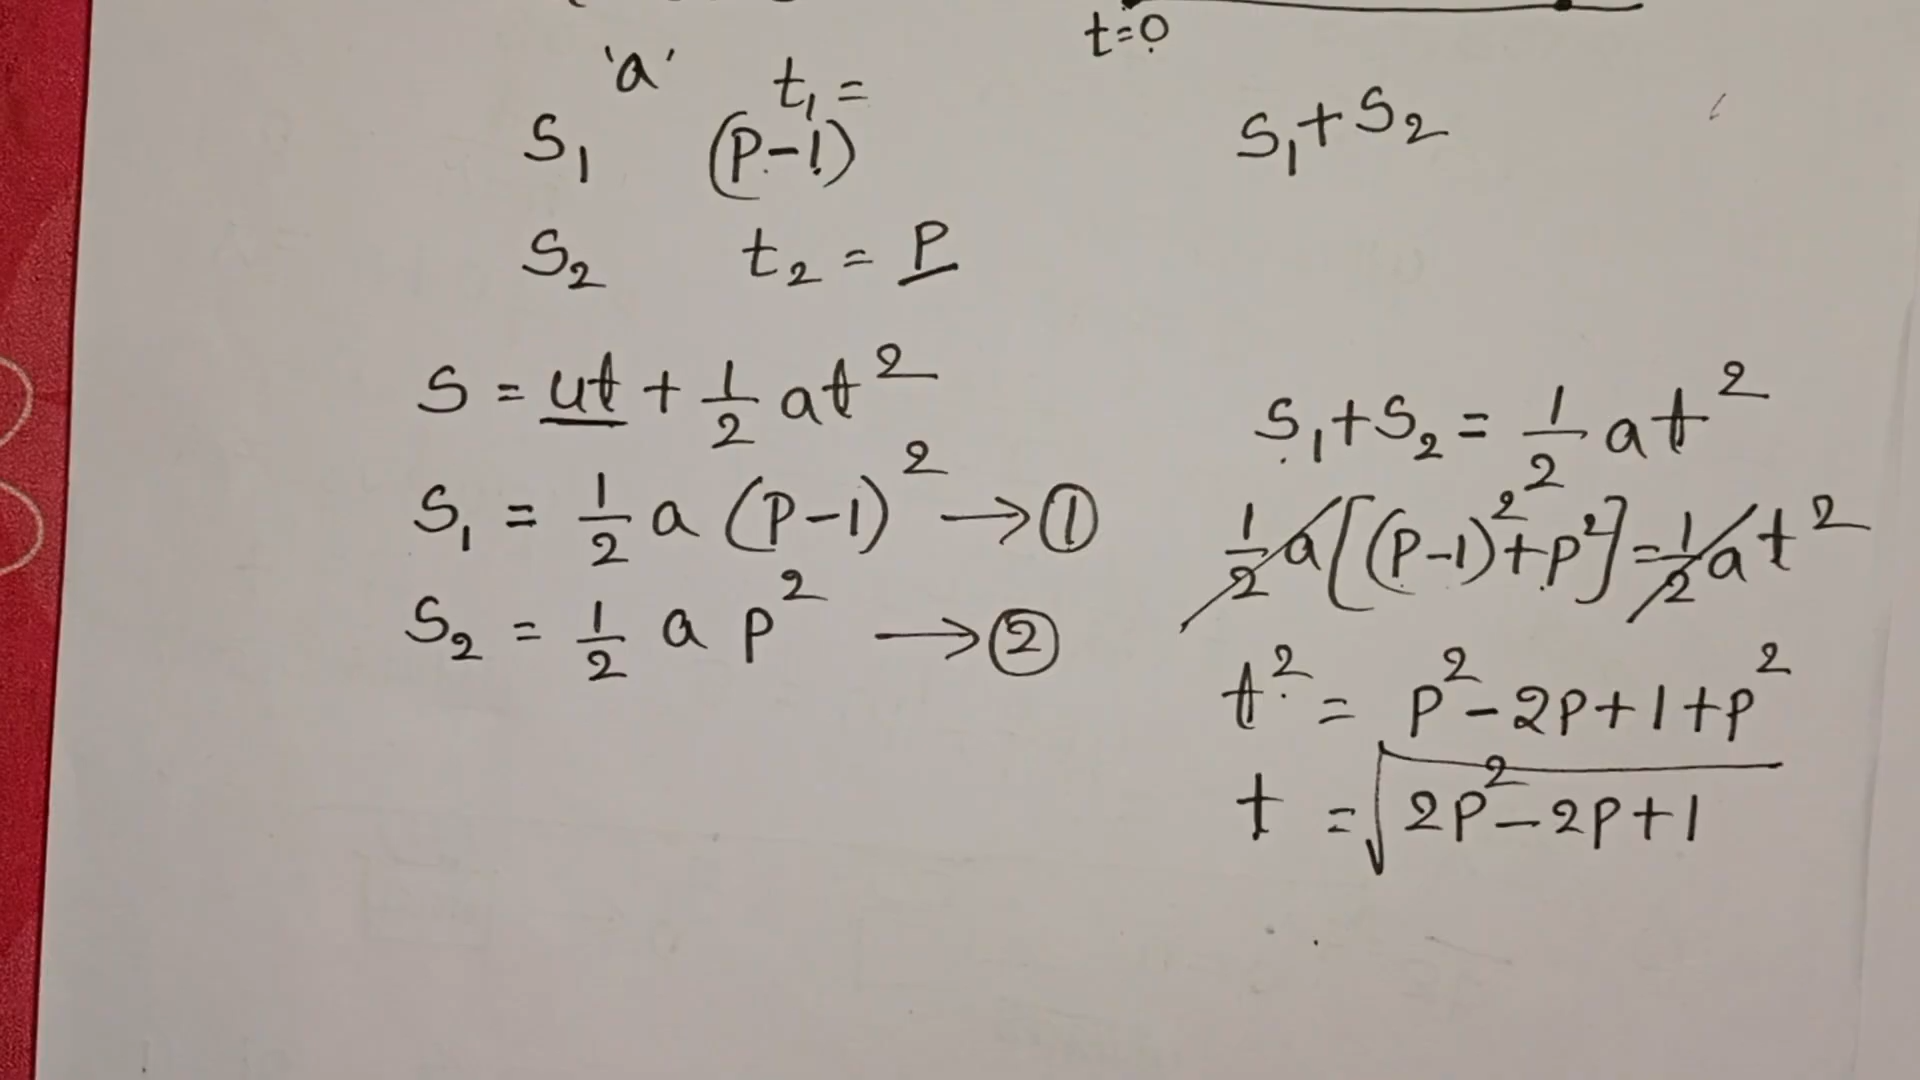 t=0
'a' t₁ =
S₁ (P-1)
S₁+S₂
S₂ t₂ = P
S = ut + 1/2 at²
S₁ = 1/2 a (P-1)² → ①
S₂ = 1/2 a p² → ②
S₁+S₂ = 1/2 at²
1/2 a[(P-1)²+p²] = 1/2 at²
t² = p²-2p+1+p²
t = √(2p²-2p+1)